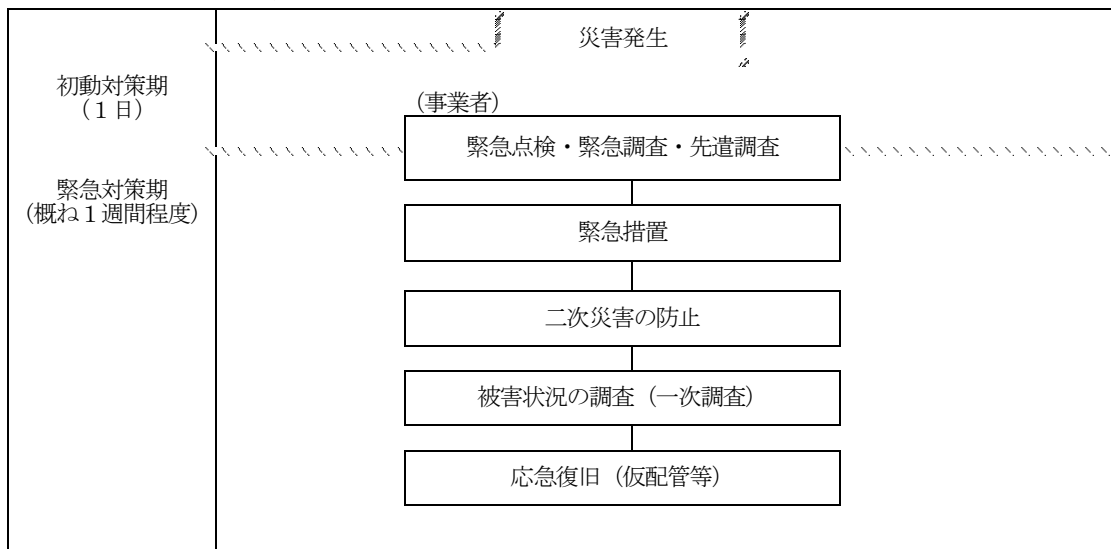 災害発生
初動対策期
（１日）
（事業者）
緊急点検・緊急調査・先遣調査
緊急対策期
（概ね１週間程度）
緊急措置
二次災害の防止
被害状況の調査（一次調査）
応急復旧（仮配管等）